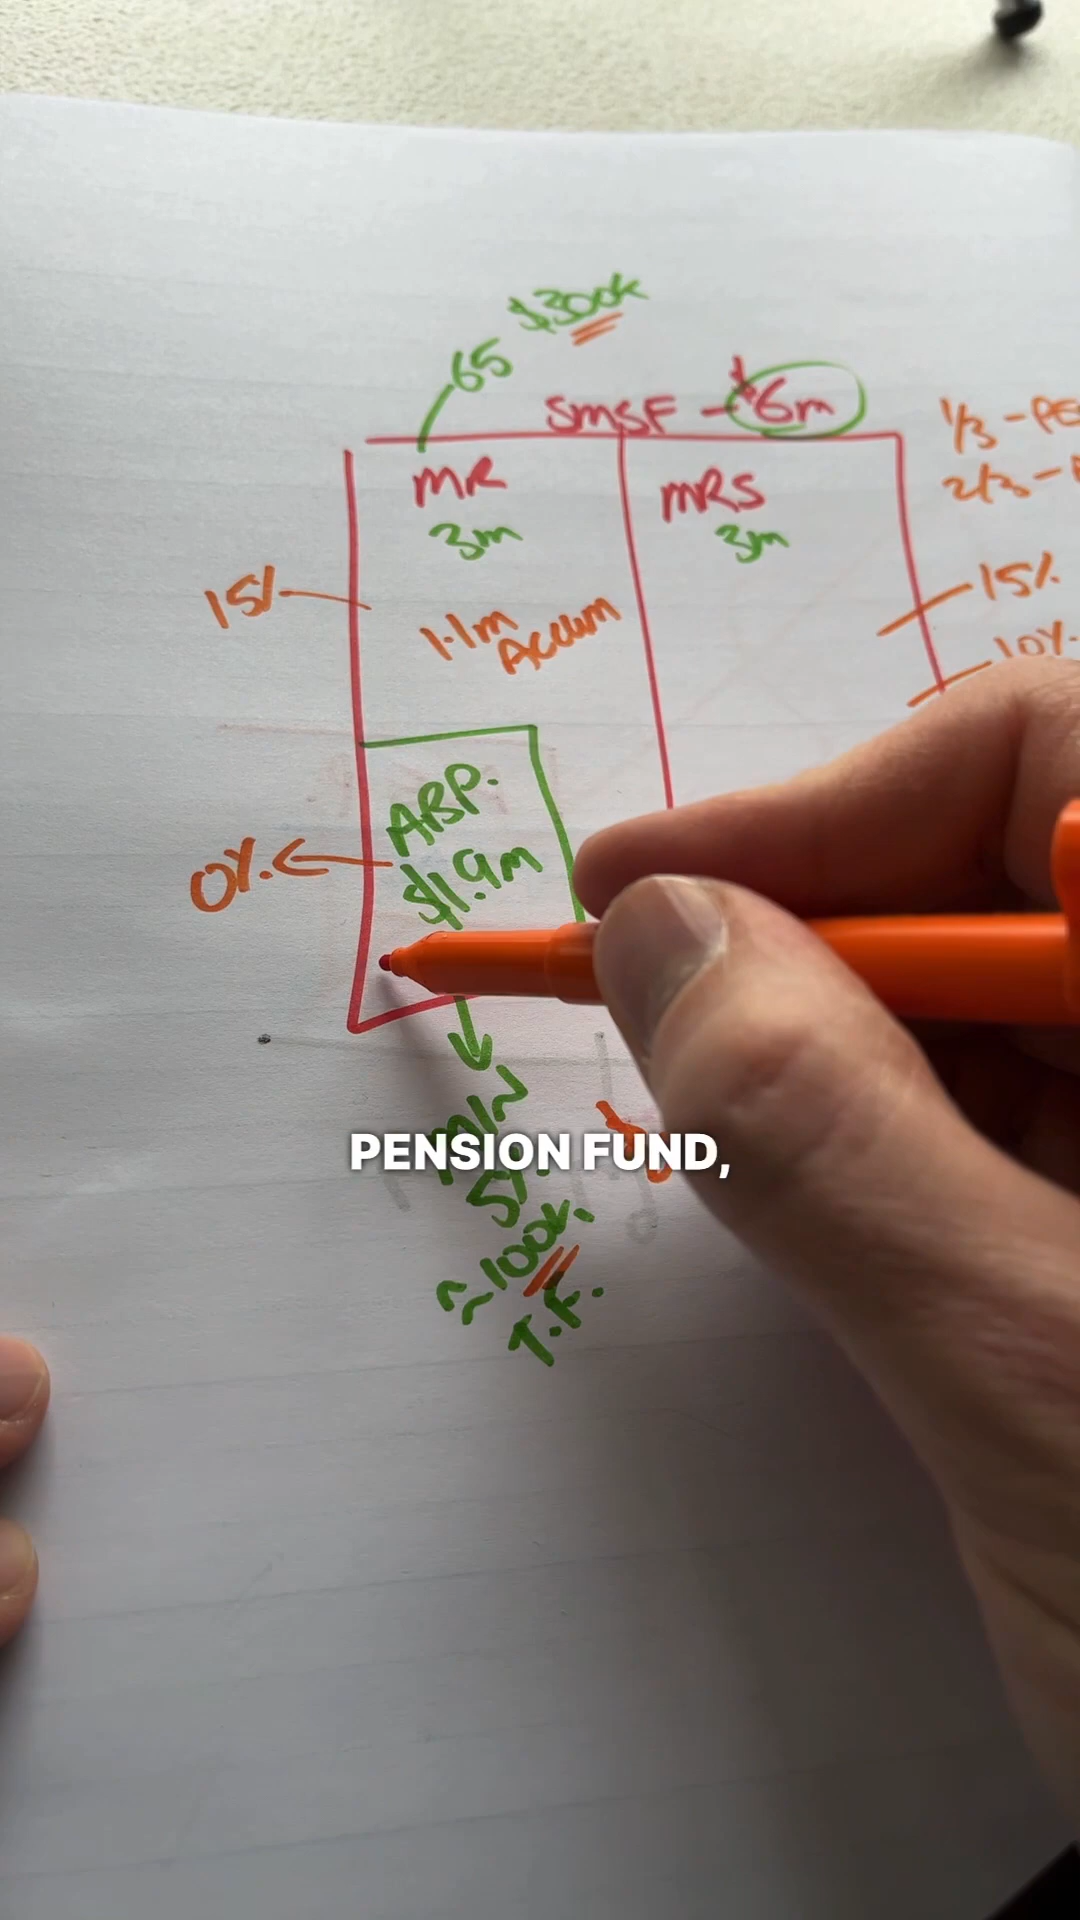 $300k
65
SMSF - $6m
1/3 - PE
2/3 -
MR
MRS
3m
3m
15%
15%
1.1m
Accum
10%.
ABP.
$1.9m
0%.
MIN
5%
PENSION FUND,
~100k.
T.F.